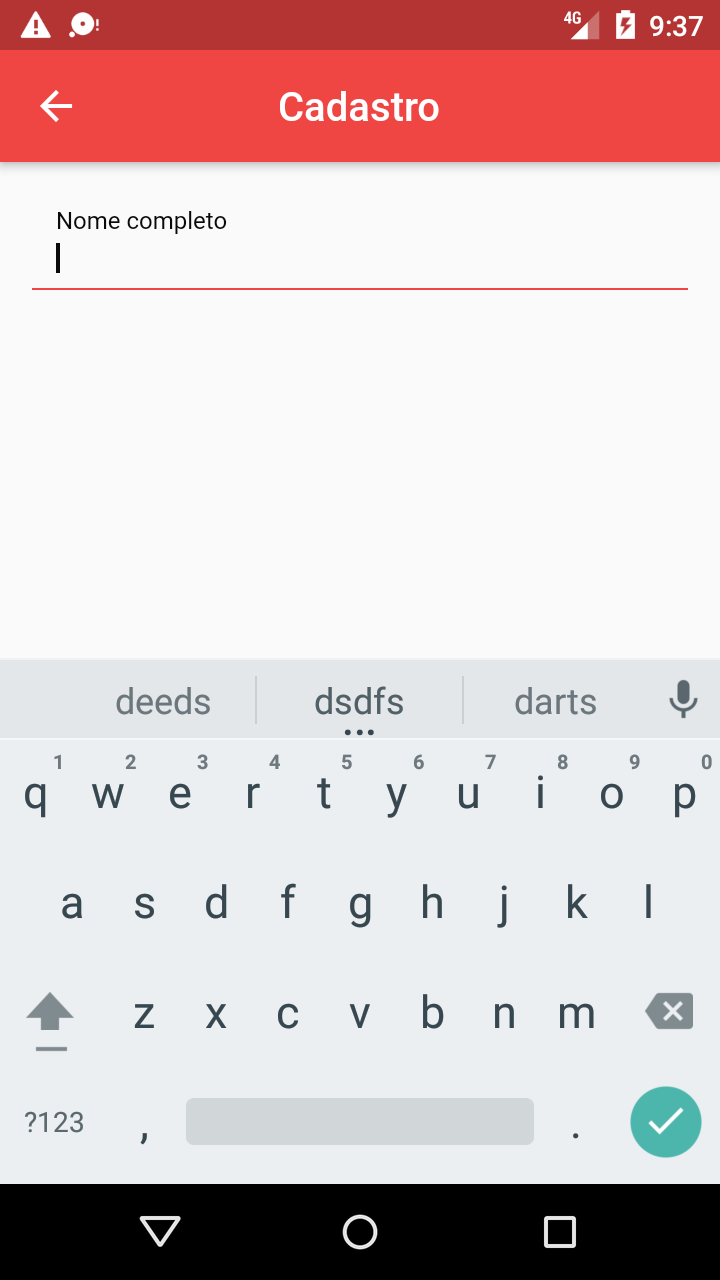 4G 9:37
Cadastro
Nome completo
deeds dsdfs darts
1 2 3 4 5 6 7 8 9 0
q w e r t y u i o p
a s d f g h j k l
z x c v b n m
?123 , .